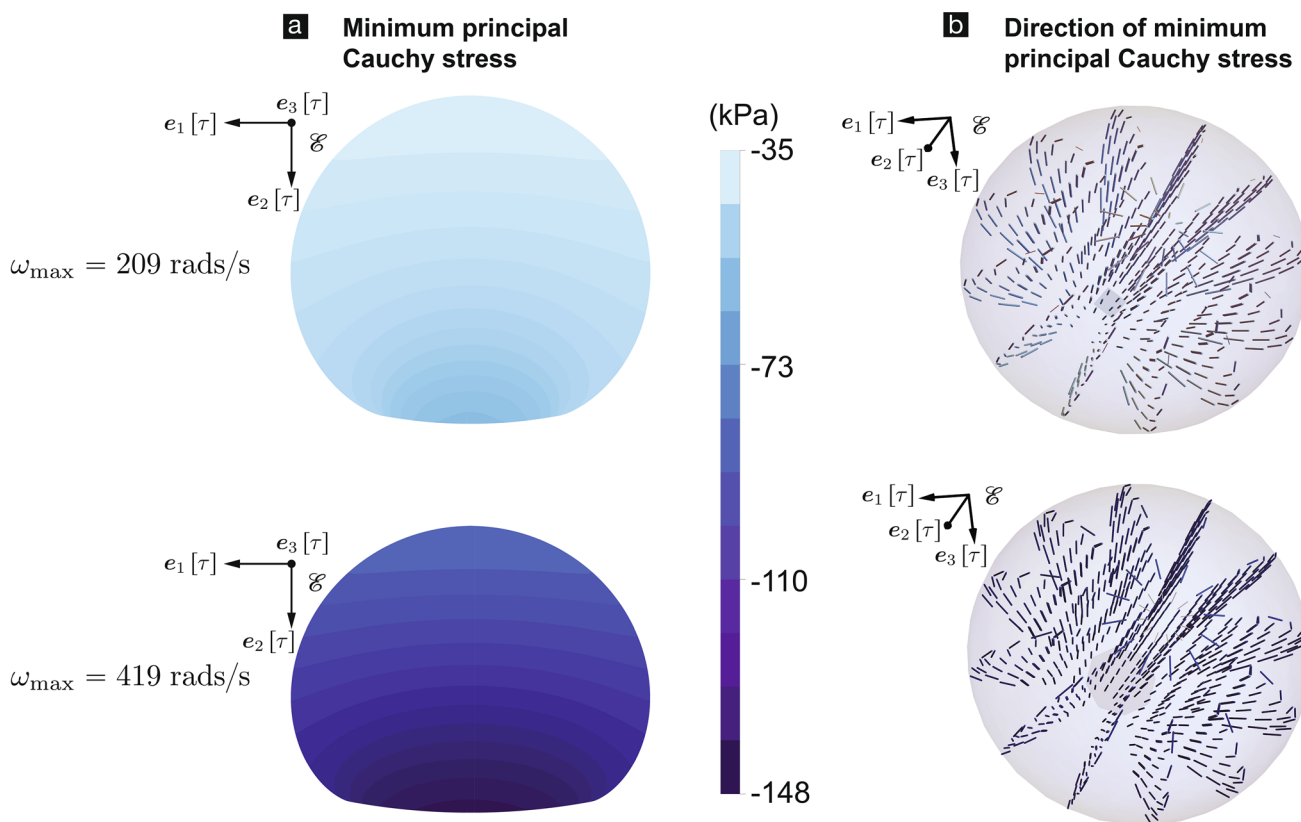 a Minimum principal
Cauchy stress
b Direction of minimum
principal Cauchy stress
e₃[τ]
e₁[τ]
ℰ
e₂[τ]
ωmax = 209 rads/s
(kPa)
-35
-73
-110
-148
e₁[τ]
ℰ
e₂[τ]
e₃[τ]
e₃[τ]
e₁[τ]
ℰ
e₂[τ]
ωmax = 419 rads/s
e₁[τ]
ℰ
e₂[τ]
e₃[τ]